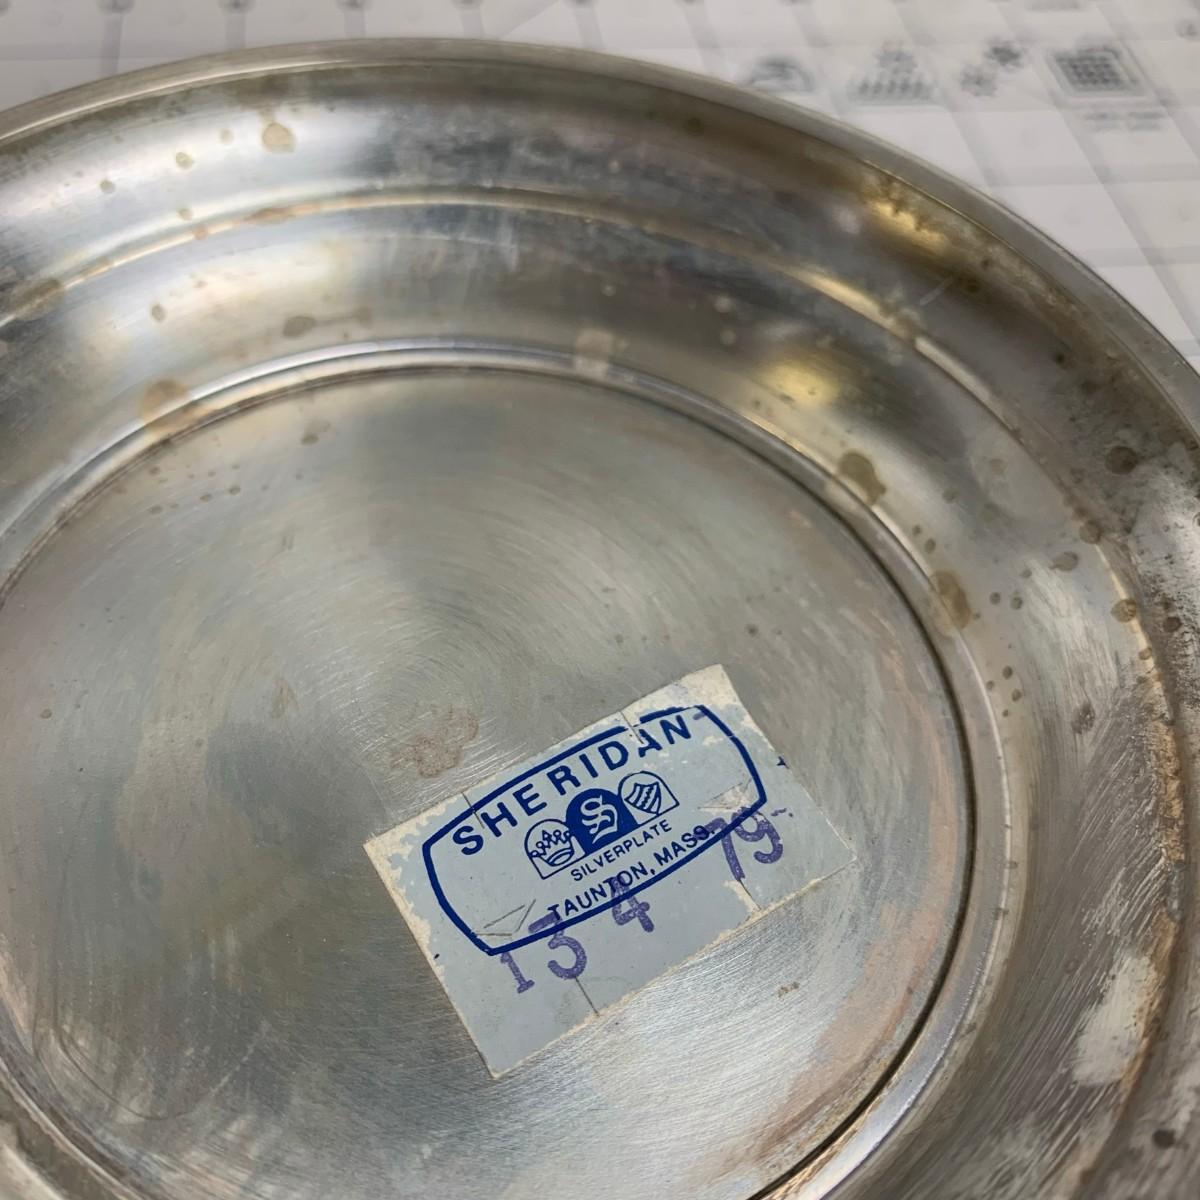 SHERIDAN
S
SILVERPLATE
TAUNTON, MASS.
134 79